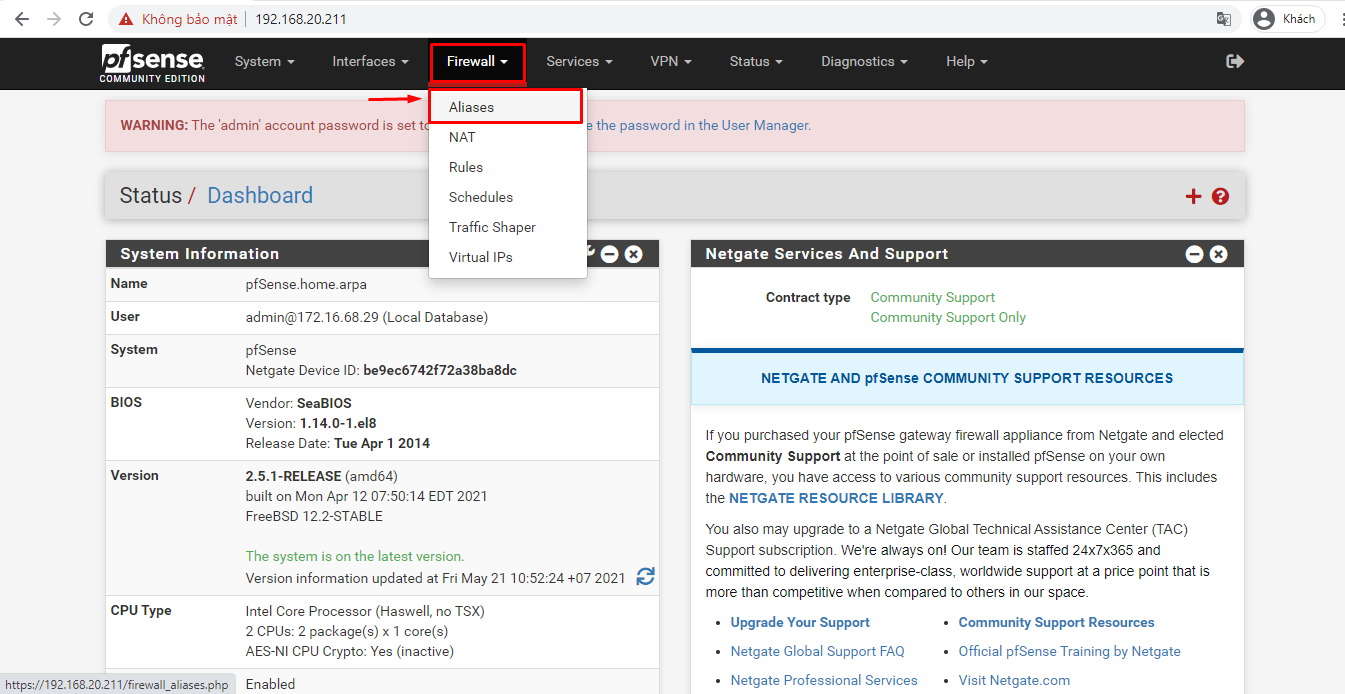 Không bảo mật
192.168.20.211
Khách
pfSense
COMMUNITY EDITION
System
Interfaces
Firewall
Services
VPN
Status
Diagnostics
Help
Aliases
NAT
Rules
Schedules
Traffic Shaper
Virtual IPs
WARNING: The 'admin' account password is set to
e the password in the User Manager.
Status / Dashboard
System Information
Name pfSense.home.arpa
User admin@172.16.68.29 (Local Database)
System pfSense
Netgate Device ID: be9ec6742f72a38ba8dc
BIOS Vendor: SeaBIOS
Version: 1.14.0-1.el8
Release Date: Tue Apr 1 2014
Version 2.5.1-RELEASE (amd64)
built on Mon Apr 12 07:50:14 EDT 2021
FreeBSD 12.2-STABLE
The system is on the latest version.
Version information updated at Fri May 21 10:52:24 +07 2021
CPU Type Intel Core Processor (Haswell, no TSX)
2 CPUs: 2 package(s) x 1 core(s)
AES-NI CPU Crypto: Yes (inactive)
Enabled
https://192.168.20.211/firewall_aliases.php
Netgate Services And Support
Contract type Community Support
Community Support Only
NETGATE AND pfSense COMMUNITY SUPPORT RESOURCES
If you purchased your pfSense gateway firewall appliance from Netgate and elected
Community Support at the point of sale or installed pfSense on your own
hardware, you have access to various community support resources. This includes
the NETGATE RESOURCE LIBRARY.
You also may upgrade to a Netgate Global Technical Assistance Center (TAC)
Support subscription. We're always on! Our team is staffed 24x7x365 and
committed to delivering enterprise-class, worldwide support at a price point that is
more than competitive when compared to others in our space.
Upgrade Your Support
Community Support Resources
Netgate Global Support FAQ
Official pfSense Training by Netgate
Netgate Professional Services
Visit Netgate.com